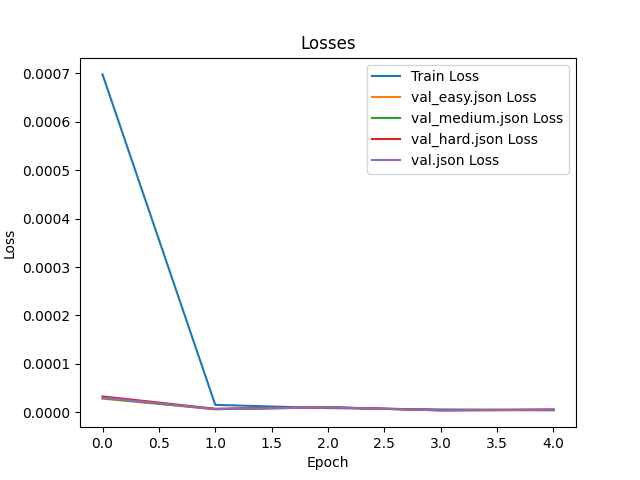 Losses
Train Loss
val_easy.json Loss
val_medium.json Loss
val_hard.json Loss
val.json Loss
0.0007
0.0006
0.0005
0.0004
0.0003
0.0002
0.0001
0.0000
Loss
0.0 0.5 1.0 1.5 2.0 2.5 3.0 3.5 4.0
Epoch